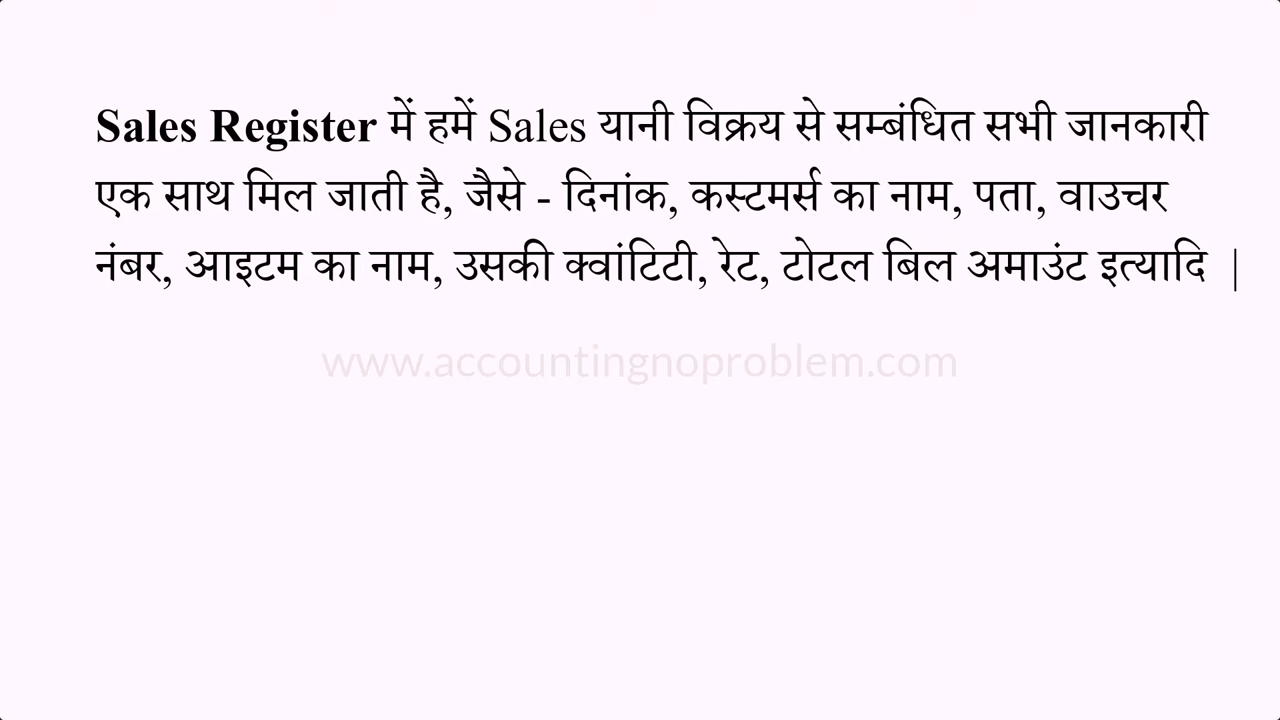 Sales Register में हमें Sales यानी विक्रय से सम्बंधित सभी जानकारी
एक साथ मिल जाती है, जैसे - दिनांक, कस्टमर्स का नाम, पता, वाउचर
नंबर, आइटम का नाम, उसकी क्वांटिटी, रेट, टोटल बिल अमाउंट इत्यादि |
www.accountingnoproblem.com